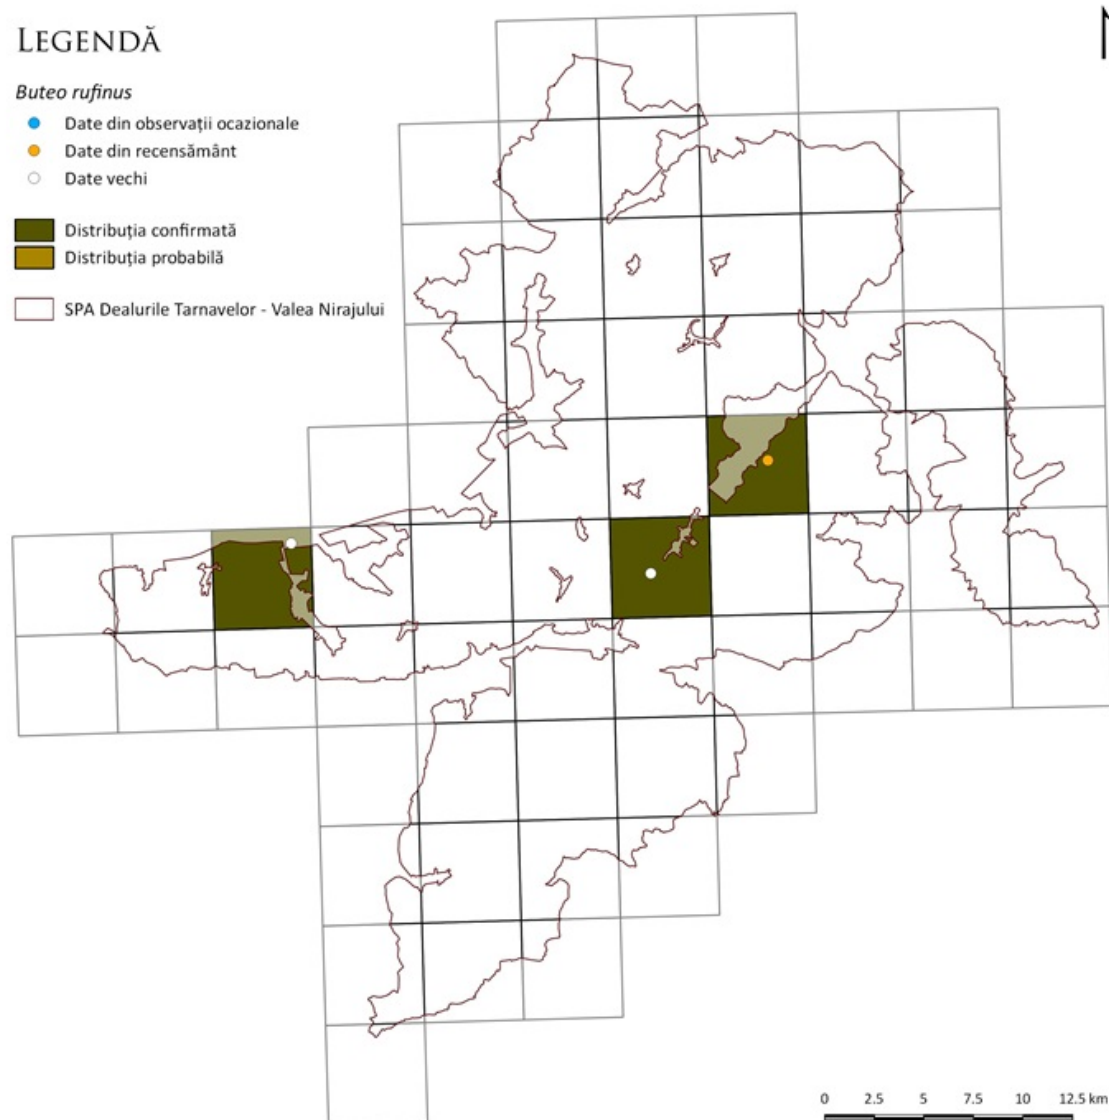 LEGENDĂ
Buteo rufinus
Date din observații ocazionale
Date din recensământ
Date vechi
Distribuția confirmată
Distribuția probabilă
SPA Dealurile Tarnavelor - Valea Nirajului
0 2.5 5 7.5 10 12.5 km